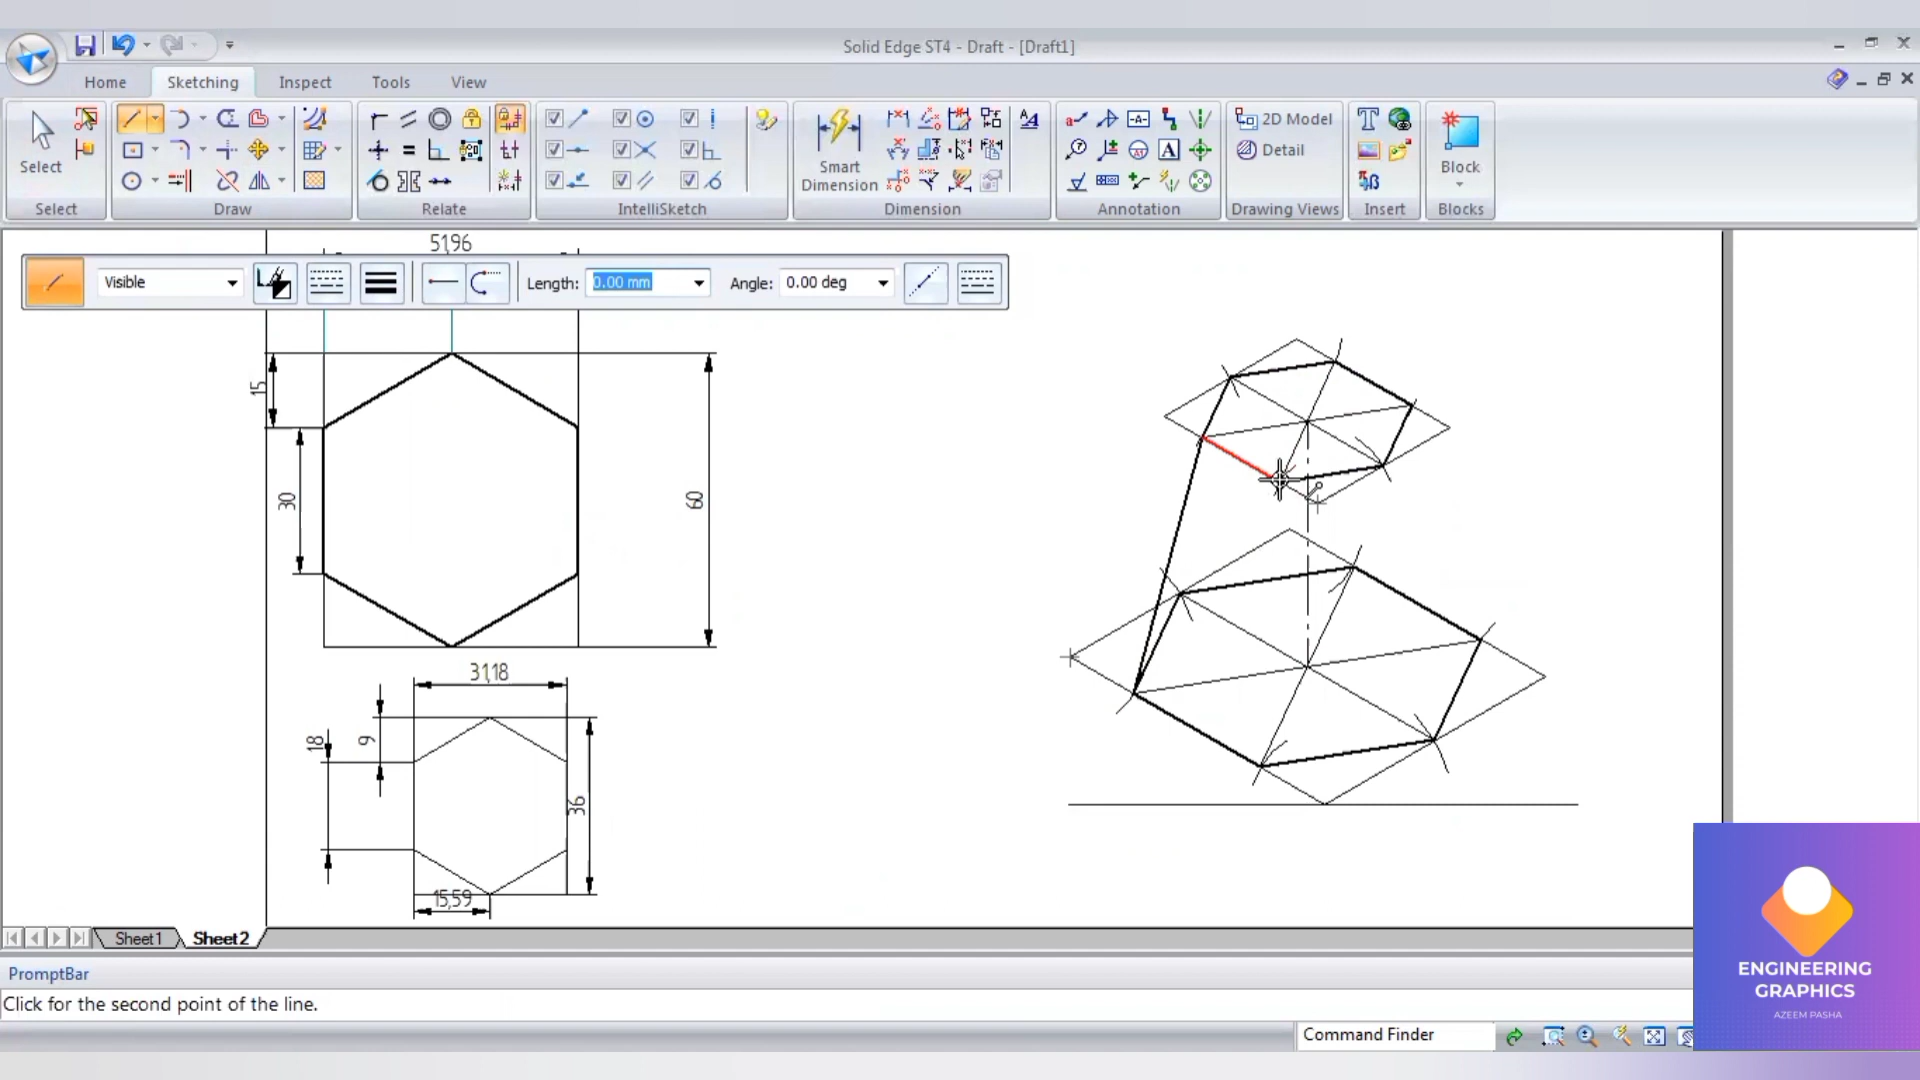 Solid Edge ST4 - Draft - [Draft1]
Home Sketching Inspect Tools View
Select
Smart Dimension
2D Model
Detail
Block
Select Draw Relate IntelliSketch Dimension Annotation Drawing Views Insert Blocks
51,96
Visible Length: 0.00 mm Angle: 0.00 deg
15
30
60
31,18
18
9
36
15,59
Sheet1 Sheet2
PromptBar
Click for the second point of the line.
Command Finder
ENGINEERING
GRAPHICS
AZEEM PASHA